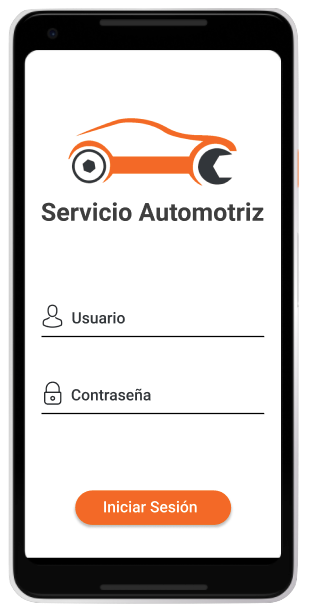 Servicio Automotriz
Usuario
Contraseña
Iniciar Sesión